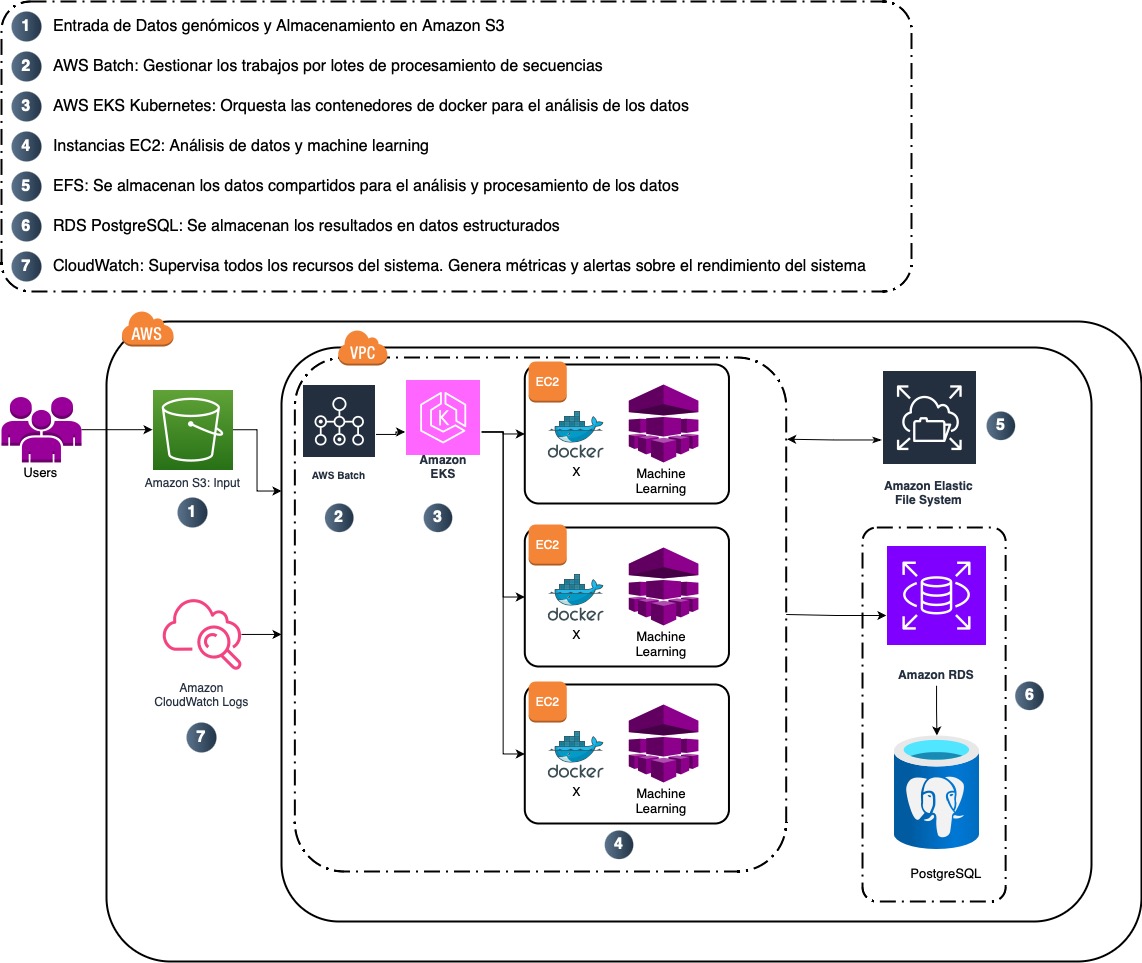 1 Entrada de Datos genómicos y Almacenamiento en Amazon S3
2 AWS Batch: Gestionar los trabajos por lotes de procesamiento de secuencias
3 AWS EKS Kubernetes: Orquesta las contenedores de docker para el análisis de los datos
4 Instancias EC2: Análisis de datos y machine learning
5 EFS: Se almacenan los datos compartidos para el análisis y procesamiento de los datos
6 RDS PostgreSQL: Se almacenan los resultados en datos estructurados
7 CloudWatch: Supervisa todos los recursos del sistema. Genera métricas y alertas sobre el rendimiento del sistema
AWS
VPC
Users
Amazon S3: Input
1
AWS Batch
2
K
Amazon
EKS
3
EC2
docker
X
Machine
Learning
EC2
docker
X
Machine
Learning
EC2
docker
X
Machine
Learning
4
5
Amazon Elastic
File System
Amazon RDS
6
PostgreSQL
Amazon
CloudWatch Logs
7